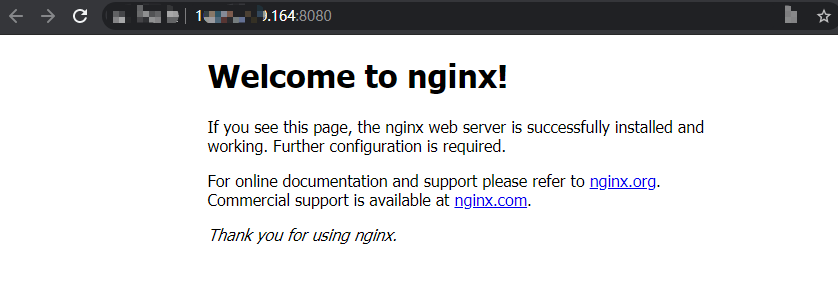 .164:8080
Welcome to nginx!
If you see this page, the nginx web server is successfully installed and
working. Further configuration is required.
For online documentation and support please refer to nginx.org.
Commercial support is available at nginx.com.
Thank you for using nginx.